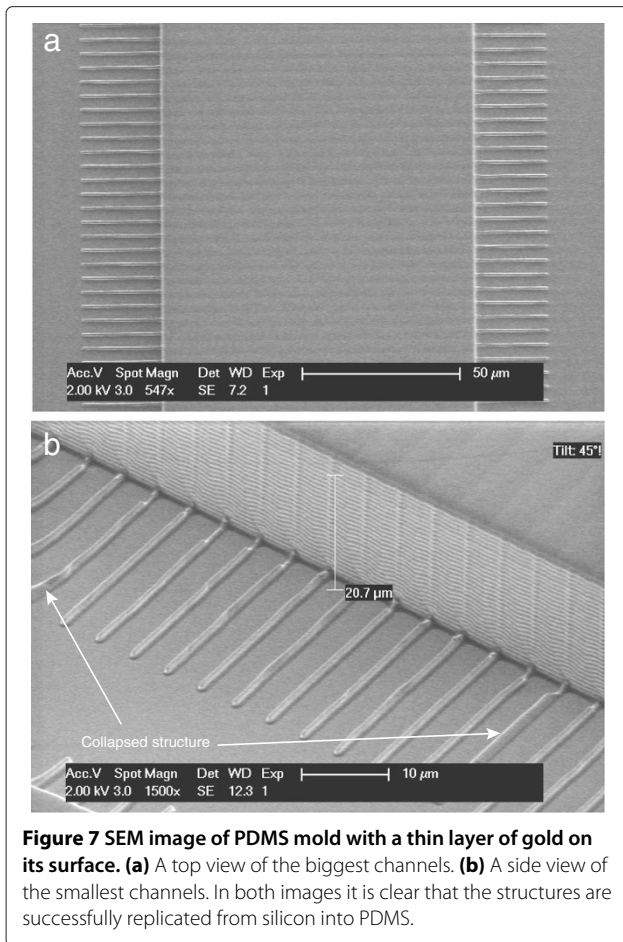 a
Acc.V Spot Magn Det WD Exp 50 μm
2.00 kV 3.0 547x SE 7.2 1
b
Tilt: 45°!
20.7 μm
Collapsed structure
Acc.V Spot Magn Det WD Exp 10 μm
2.00 kV 3.0 1500x SE 12.3 1
Figure 7 SEM image of PDMS mold with a thin layer of gold on
its surface. (a) A top view of the biggest channels. (b) A side view of
the smallest channels. In both images it is clear that the structures are
successfully replicated from silicon into PDMS.